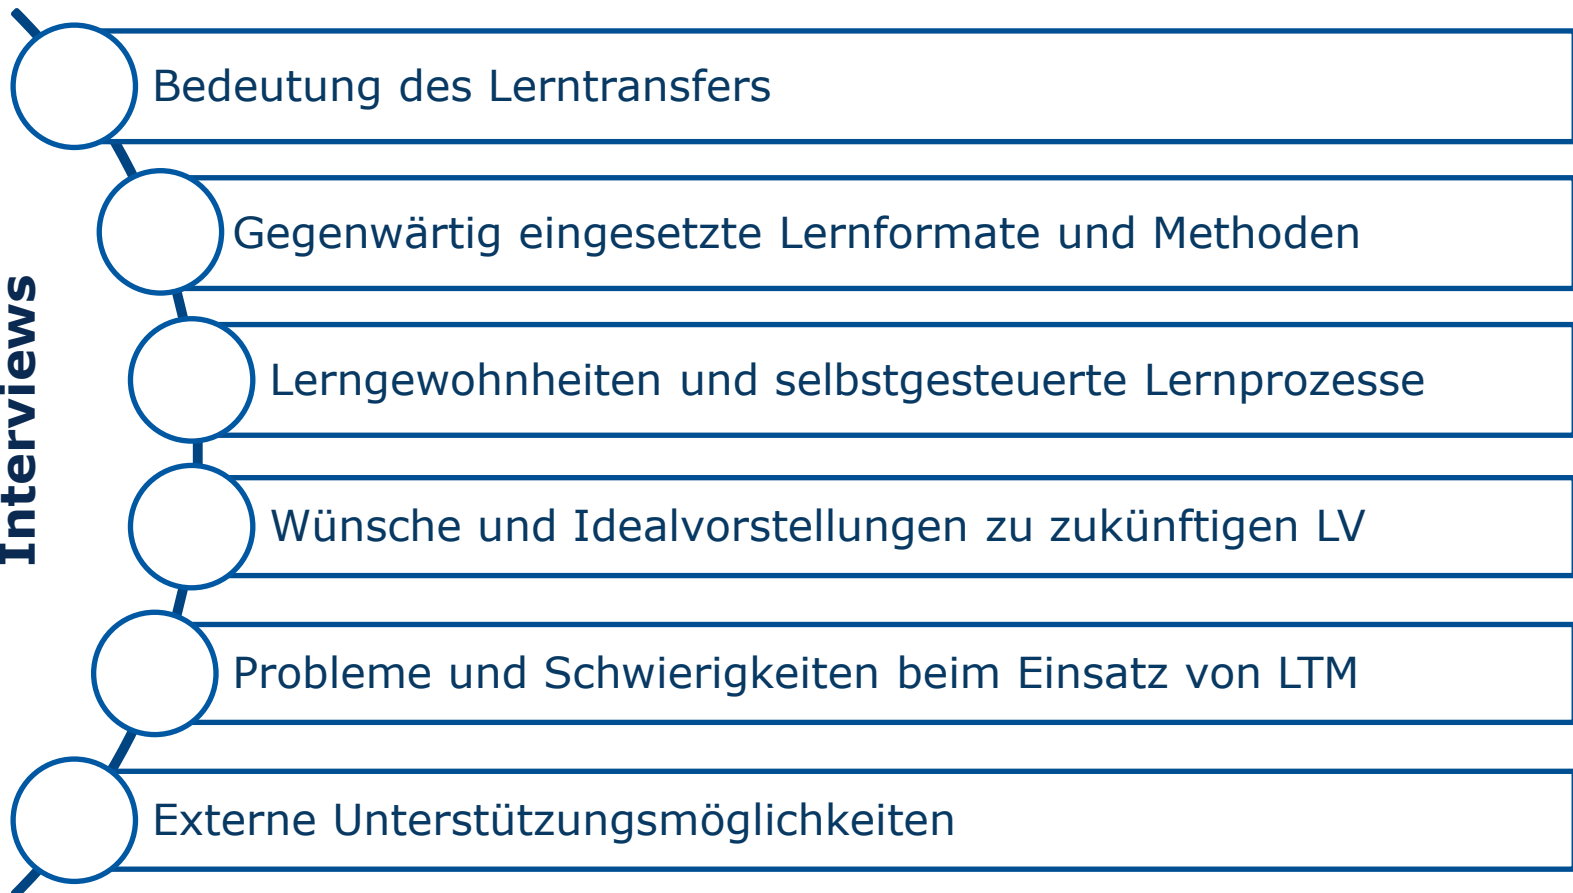 Interviews
Bedeutung des Lerntransfers
Gegenwärtig eingesetzte Lernformate und Methoden
Lerngewohnheiten und selbstgesteuerte Lernprozesse
Wünsche und Idealvorstellungen zu zukünftigen LV
Probleme und Schwierigkeiten beim Einsatz von LTM
Externe Unterstützungsmöglichkeiten